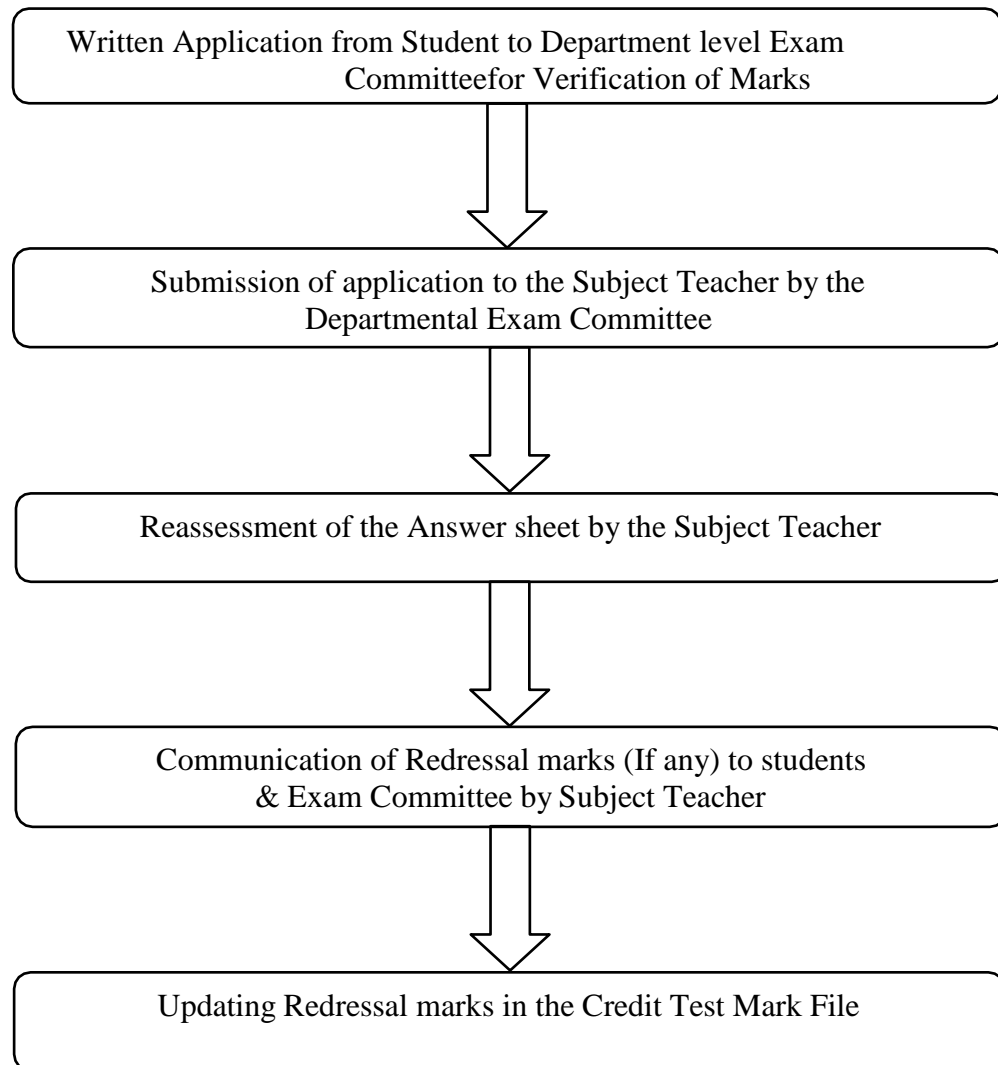 Written Application from Student to Department level Exam
Committeefor Verification of Marks
Submission of application to the Subject Teacher by the
Departmental Exam Committee
Reassessment of the Answer sheet by the Subject Teacher
Communication of Redressal marks (If any) to students
& Exam Committee by Subject Teacher
Updating Redressal marks in the Credit Test Mark File